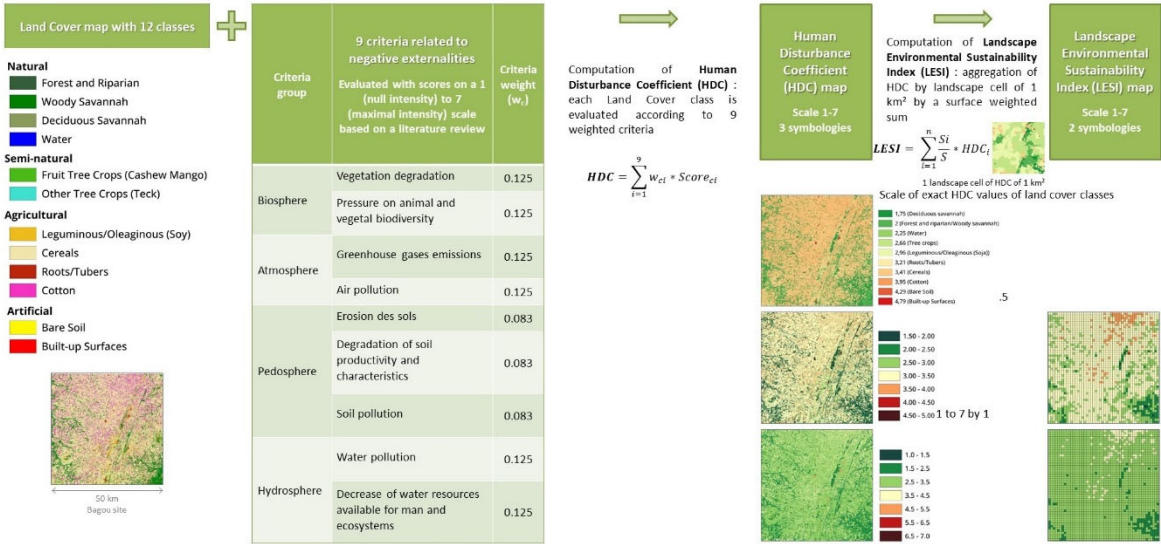 Land Cover map with 12 classes
Natural
Forest and Riparian
Woody Savannah
Deciduous Savannah
Water
Semi-natural
Fruit Tree Crops (Cashew Mango)
Other Tree Crops (Teck)
Agricultural
Leguminous/Oleaginous (Soy)
Cereals
Roots/Tubers
Cotton
Artificial
Bare Soil
Built-up Surfaces
50 km
Bagou site
Criteria
group
9 criteria related to
negative externalities
Evaluated with scores on a 1
(null intensity) to 7
(maximal intensity) scale
based on a literature review
Criteria
weight
(wc)
Biosphere
Vegetation degradation
0.125
Pressure on animal and
vegetal biodiversity
0.125
Atmosphere
Greenhouse gases emissions
0.125
Air pollution
0.125
Pedosphere
Erosion des sols
0.083
Degradation of soil
productivity and
characteristics
0.083
Soil pollution
0.083
Hydrosphere
Water pollution
0.125
Decrease of water resources
available for man and
ecosystems
0.125
Computation of Human
Disturbance Coefficient (HDC) :
each Land Cover class is
evaluated according to 9
weighted criteria
HDC = ∑ i=1 9 wci * Scoreci
Human
Disturbance
Coefficient
(HDC) map
Scale 1-7
3 symbologies
Computation of Landscape
Environmental Sustainability
Index (LESI) : aggregation of
HDC by landscape cell of 1
km² by a surface weighted
sum
LESI = ∑ i=1 n Si/S * HDCi
1 landscape cell of HDC of 1 km²
Landscape
Environmental
Sustainability
Index (LESI) map
Scale 1-7
2 symbologies
Scale of exact HDC values of land cover classes
1,75 (Deciduous savannah)
2 (Forest and riparian/Woody savannah)
2,25 (Water)
2,66 (Tree crops)
2,96 (Leguminous/Oleaginous (Soja))
3,21 (Roots/Tubers)
3,41 (Cereals)
3,95 (Cotton)
4,29 (Bare Soil)
4,79 (Built-up Surfaces)
.5
1.50 - 2.00
2.00 - 2.50
2.50 - 3.00
3.00 - 3.50
3.50 - 4.00
4.00 - 4.50
4.50 - 5.00
1 to 7 by 1
1.0 - 1.5
1.5 - 2.5
2.5 - 3.5
3.5 - 4.5
4.5 - 5.5
5.5 - 6.5
6.5 - 7.0